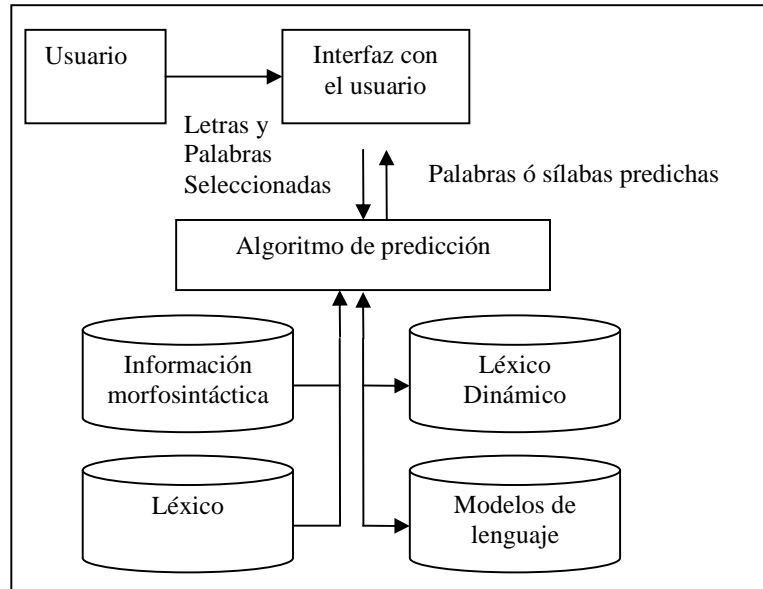 Usuario
Interfaz con
el usuario
Letras y
Palabras
Seleccionadas
Palabras ó sílabas predichas
Algoritmo de predicción
Información
morfosintáctica
Léxico
Dinámico
Léxico
Modelos de
lenguaje